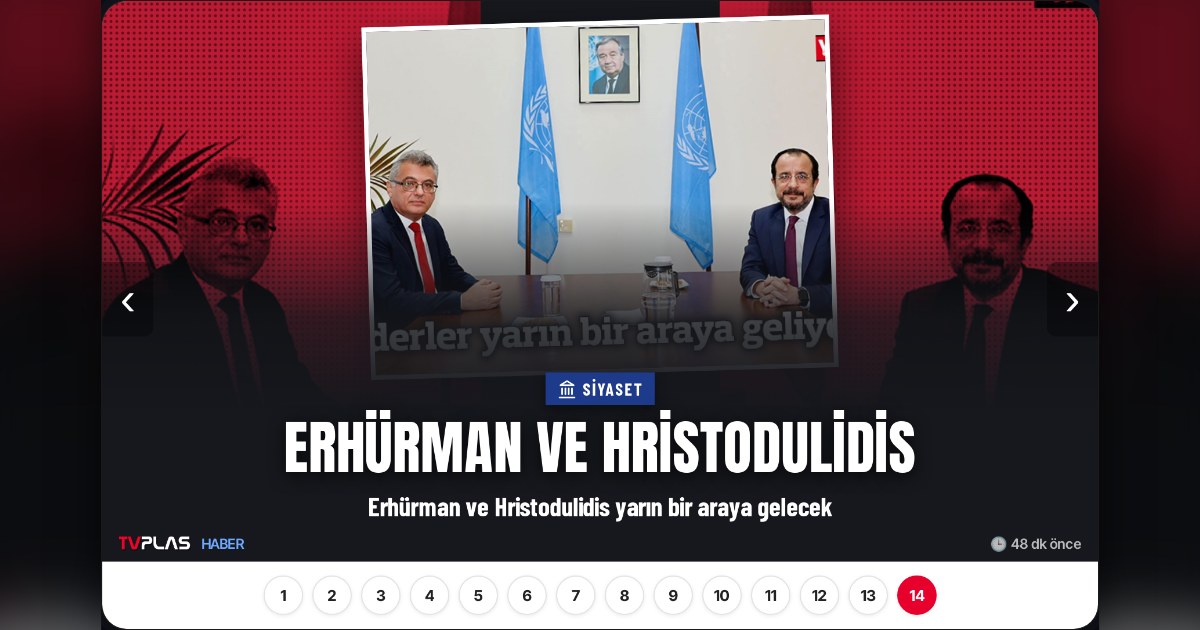 derler yarın bir araya geliy
SİYASET
ERHÜRMAN VE HRİSTODULİDİS
Erhürman ve Hristodulidis yarın bir araya gelecek
TVPLAS HABER
48 dk önce
1 2 3 4 5 6 7 8 9 10 11 12 13 14